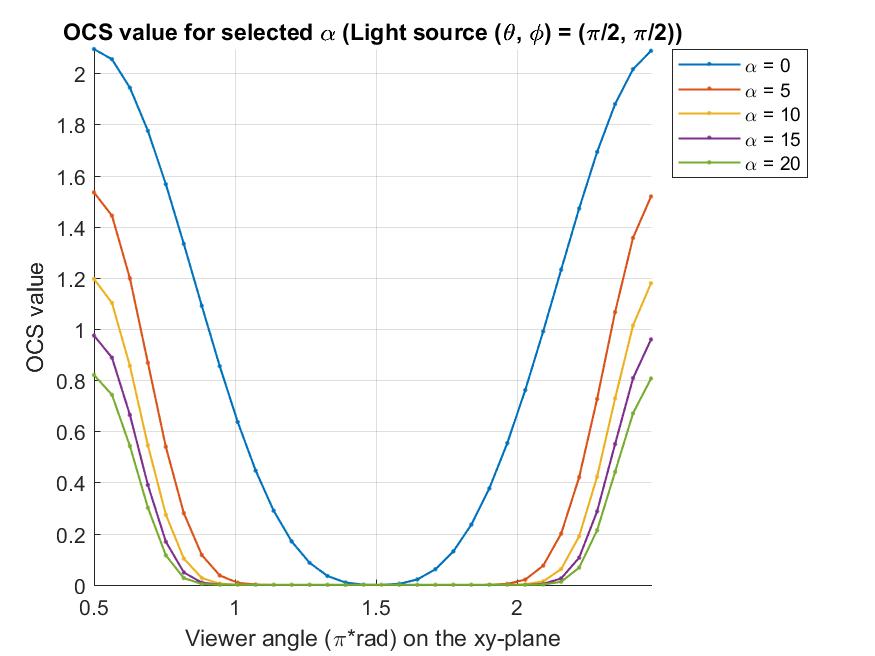 OCS value for selected α (Light source (θ, ϕ) = (π/2, π/2))
α = 0
α = 5
α = 10
α = 15
α = 20
OCS value
2
1.8
1.6
1.4
1.2
1
0.8
0.6
0.4
0.2
0
0.5
1
1.5
2
Viewer angle (π*rad) on the xy-plane